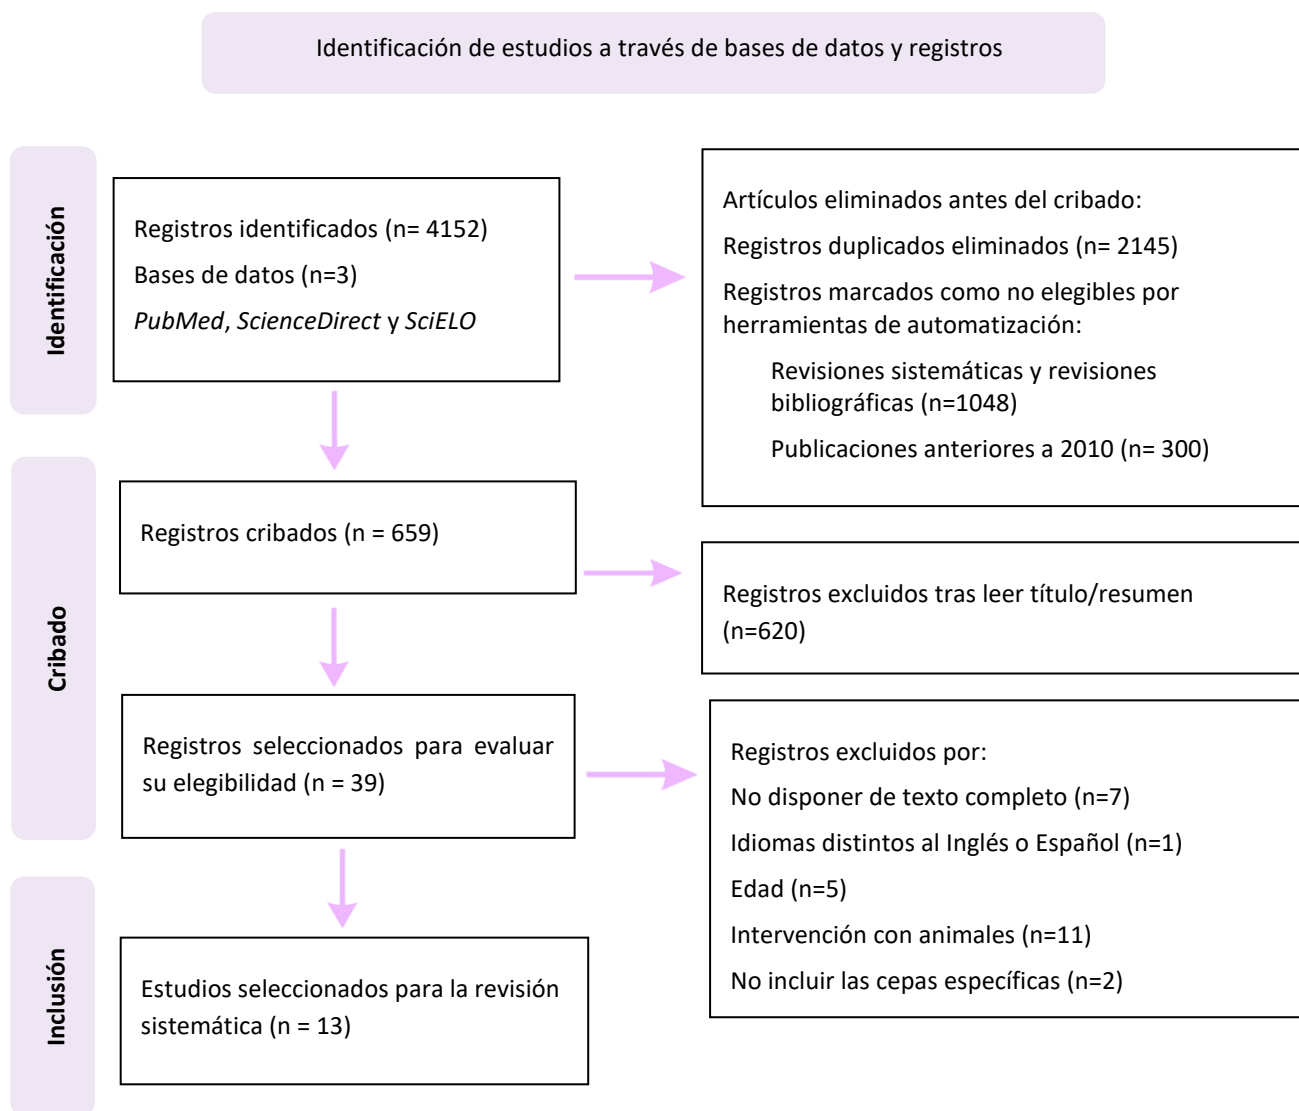 Identificación de estudios a través de bases de datos y registros
Identificación
Registros identificados (n= 4152)
Bases de datos (n=3)
PubMed, ScienceDirect y SciELO
Artículos eliminados antes del cribado:
Registros duplicados eliminados (n= 2145)
Registros marcados como no elegibles por
herramientas de automatización:
Revisiones sistemáticas y revisiones
bibliográficas (n=1048)
Publicaciones anteriores a 2010 (n= 300)
Cribado
Registros cribados (n = 659)
Registros excluidos tras leer título/resumen
(n=620)
Registros seleccionados para evaluar
su elegibilidad (n = 39)
Registros excluidos por:
No disponer de texto completo (n=7)
Idiomas distintos al Inglés o Español (n=1)
Edad (n=5)
Intervención con animales (n=11)
No incluir las cepas específicas (n=2)
Inclusión
Estudios seleccionados para la revisión
sistemática (n = 13)